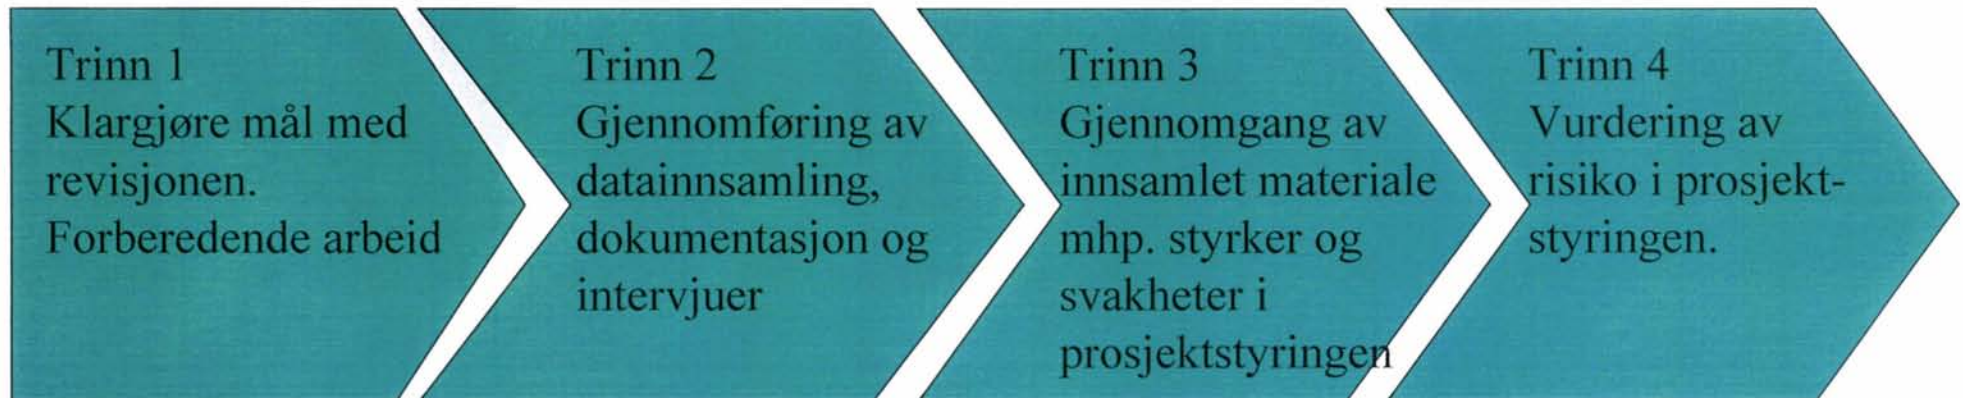 Trinn 1
Klargjøre mål med
revisjonen.
Forberedende arbeid
Trinn 2
Gjennomføring av
datainnsamling,
dokumentasjon og
intervjuer
Trinn 3
Gjennomgang av
innsamlet materiale
mhp. styrker og
svakheter i
prosjektstyringen
Trinn 4
Vurdering av
risiko i prosjekt-
styringen.